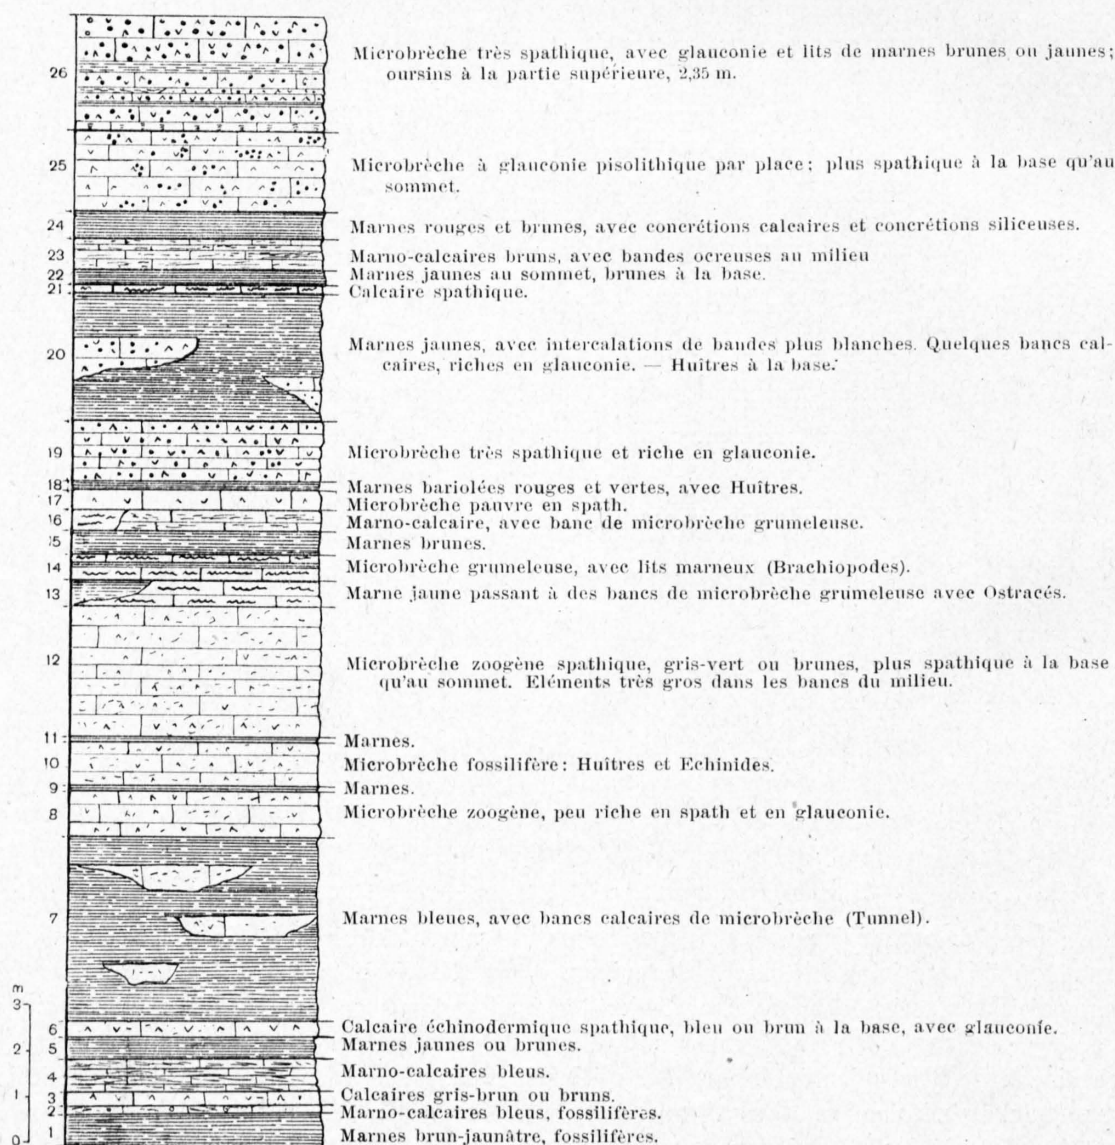 26 Microbrèche très spathique, avec glauconie et lits de marnes brunes ou jaunes;
oursins à la partie supérieure, 2,35 m.
25 Microbrèche à glauconie pisolithique par place; plus spathique à la base qu'au
sommet.
24 Marnes rouges et brunes, avec concrétions calcaires et concrétions siliceuses.
23 Marno-calcaires bruns, avec bandes ocreuses au milieu
22 Marnes jaunes au sommet, brunes à la base.
21 Calcaire spathique.
20 Marnes jaunes, avec intercalations de bandes plus blanches. Quelques bancs cal-
caires, riches en glauconie. — Huîtres à la base.
19 Microbrèche très spathique et riche en glauconie.
18 Marnes bariolées rouges et vertes, avec Huîtres.
17 Microbrèche pauvre en spath.
16 Marno-calcaire, avec banc de microbrèche grumeleuse.
15 Marnes brunes.
14 Microbrèche grumeleuse, avec lits marneux (Brachiopodes).
13 Marne jaune passant à des bancs de microbrèche grumeleuse avec Ostracés.
12 Microbrèche zoogène spathique, gris-vert ou brunes, plus spathique à la base
qu'au sommet. Eléments très gros dans les bancs du milieu.
11 Marnes.
10 Microbrèche fossilifère: Huîtres et Echinides.
9 Marnes.
8 Microbrèche zoogène, peu riche en spath et en glauconie.
7 Marnes bleues, avec bancs calcaires de microbrèche (Tunnel).
m
3
6 Calcaire échinodermique spathique, bleu ou brun à la base, avec glauconie.
5 Marnes jaunes ou brunes.
2
4 Marno-calcaires bleus.
1
3 Calcaires gris-brun ou bruns.
2 Marno-calcaires bleus, fossilifères.
1 Marnes brun-jaunâtre, fossilifères.
0